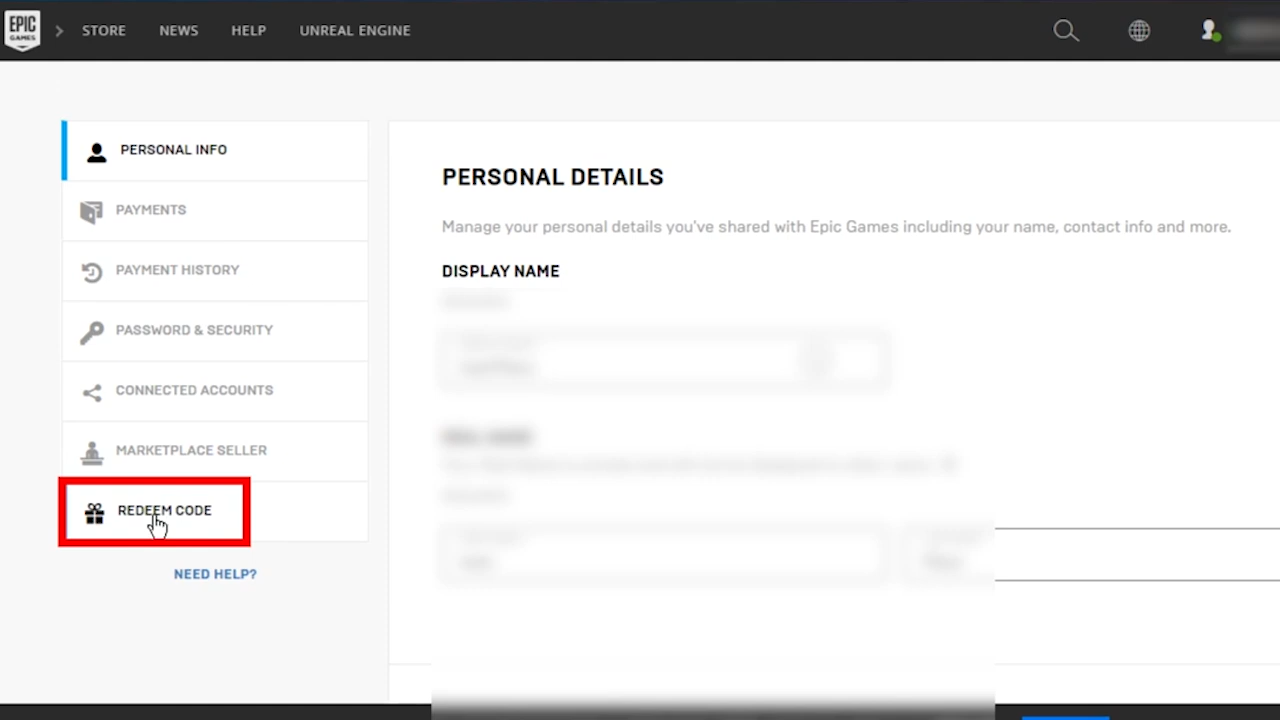 EPIC
GAMES
STORE
NEWS
HELP
UNREAL ENGINE
PERSONAL INFO
PAYMENTS
PAYMENT HISTORY
PASSWORD & SECURITY
CONNECTED ACCOUNTS
MARKETPLACE SELLER
REDEEM CODE
NEED HELP?
PERSONAL DETAILS
Manage your personal details you've shared with Epic Games including your name, contact info and more.
DISPLAY NAME